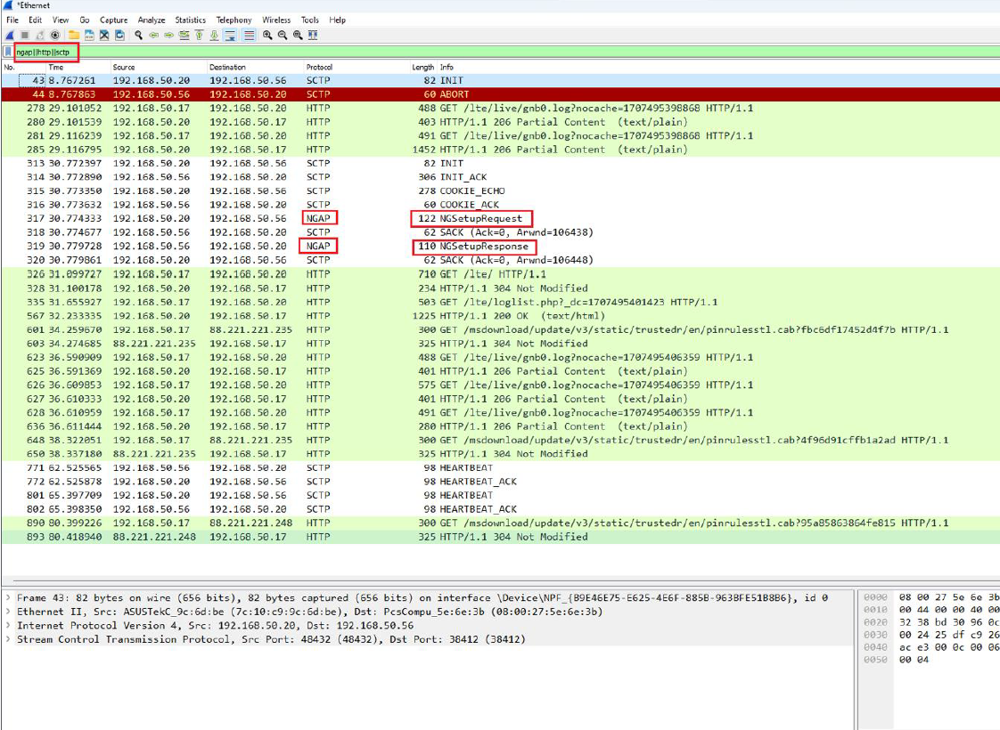 *Ethernet
File Edit View Go Capture Analyze Statistics Telephony Wireless Tools Help
ngap||http||sctp
No. Time Source Destination Protocol Length Info
43 8.767261 192.168.50.20 192.168.50.56 SCTP 82 INIT
44 8.767863 192.168.50.56 192.168.50.20 SCTP 60 ABORT
278 29.101052 192.168.50.17 192.168.50.20 HTTP 488 GET /lte/live/gnb0.log?nocache=1707495398868 HTTP/1.1
280 29.101539 192.168.50.20 192.168.50.17 HTTP 403 HTTP/1.1 206 Partial Content (text/plain)
281 29.116239 192.168.50.17 192.168.50.20 HTTP 491 GET /lte/live/gnb0.log?nocache=1707495398868 HTTP/1.1
285 29.116795 192.168.50.20 192.168.50.17 HTTP 1452 HTTP/1.1 206 Partial Content (text/plain)
313 30.772397 192.168.50.20 192.168.50.56 SCTP 82 INIT
314 30.772890 192.168.50.56 192.168.50.20 SCTP 306 INIT_ACK
315 30.773350 192.168.50.20 192.168.50.56 SCTP 278 COOKIE_ECHO
316 30.773632 192.168.50.56 192.168.50.20 SCTP 60 COOKIE_ACK
317 30.774333 192.168.50.20 192.168.50.56 NGAP 122 NGSetupRequest
318 30.774677 192.168.50.56 192.168.50.20 SCTP 62 SACK (Ack=0, Arwnd=106438)
319 30.779728 192.168.50.56 192.168.50.20 NGAP 110 NGSetupResponse
320 30.779861 192.168.50.20 192.168.50.56 SCTP 62 SACK (Ack=0, Arwnd=106448)
326 31.099727 192.168.50.17 192.168.50.20 HTTP 710 GET /lte/ HTTP/1.1
328 31.100178 192.168.50.20 192.168.50.17 HTTP 234 HTTP/1.1 304 Not Modified
335 31.655927 192.168.50.17 192.168.50.20 HTTP 503 GET /lte/loglist.php?_dc=1707495401423 HTTP/1.1
567 32.233335 192.168.50.20 192.168.50.17 HTTP 1225 HTTP/1.1 200 OK (text/html)
601 34.259670 192.168.50.17 88.221.221.235 HTTP 300 GET /msdownload/update/v3/static/trustedr/en/pinrulesstl.cab?fbc6df17452d4f7b HTTP/1.1
603 34.274685 88.221.221.235 192.168.50.17 HTTP 325 HTTP/1.1 304 Not Modified
623 36.590909 192.168.50.17 192.168.50.20 HTTP 488 GET /lte/live/gnb0.log?nocache=1707495406359 HTTP/1.1
625 36.591369 192.168.50.20 192.168.50.17 HTTP 401 HTTP/1.1 206 Partial Content (text/plain)
626 36.609853 192.168.50.17 192.168.50.20 HTTP 575 GET /lte/live/gnb0.log?nocache=1707495406359 HTTP/1.1
627 36.610333 192.168.50.20 192.168.50.17 HTTP 401 HTTP/1.1 206 Partial Content (text/plain)
628 36.610959 192.168.50.17 192.168.50.20 HTTP 491 GET /lte/live/gnb0.log?nocache=1707495406359 HTTP/1.1
636 36.611444 192.168.50.20 192.168.50.17 HTTP 280 HTTP/1.1 206 Partial Content (text/plain)
648 38.322051 192.168.50.17 88.221.221.235 HTTP 300 GET /msdownload/update/v3/static/trustedr/en/pinrulesstl.cab?4f96d91cffb1a2ad HTTP/1.1
650 38.337180 88.221.221.235 192.168.50.17 HTTP 325 HTTP/1.1 304 Not Modified
771 62.525565 192.168.50.56 192.168.50.20 SCTP 98 HEARTBEAT
772 62.525878 192.168.50.20 192.168.50.56 SCTP 98 HEARTBEAT_ACK
801 65.397709 192.168.50.20 192.168.50.56 SCTP 98 HEARTBEAT
802 65.398350 192.168.50.56 192.168.50.20 SCTP 98 HEARTBEAT_ACK
890 80.399226 192.168.50.17 88.221.221.248 HTTP 300 GET /msdownload/update/v3/static/trustedr/en/pinrulesstl.cab?95a85863864fe815 HTTP/1.1
893 80.418940 88.221.221.248 192.168.50.17 HTTP 325 HTTP/1.1 304 Not Modified
> Frame 43: 82 bytes on wire (656 bits), 82 bytes captured (656 bits) on interface \Device\NPF_{B9E46E75-E625-4E6F-885B-963BFE51B8B6}, id 0
> Ethernet II, Src: ASUSTekC_9c:6d:be (7c:10:c9:9c:6d:be), Dst: PcsCompu_5e:6e:3b (08:00:27:5e:6e:3b)
> Internet Protocol Version 4, Src: 192.168.50.20, Dst: 192.168.50.56
> Stream Control Transmission Protocol, Src Port: 48432 (48432), Dst Port: 38412 (38412)
0000 08 00 27 5e 6e 3b
0010 00 44 00 00 40 00
0020 32 38 bd 30 96 0c
0030 00 24 25 df c9 26
0040 ac e3 00 0c 00 06
0050 00 04